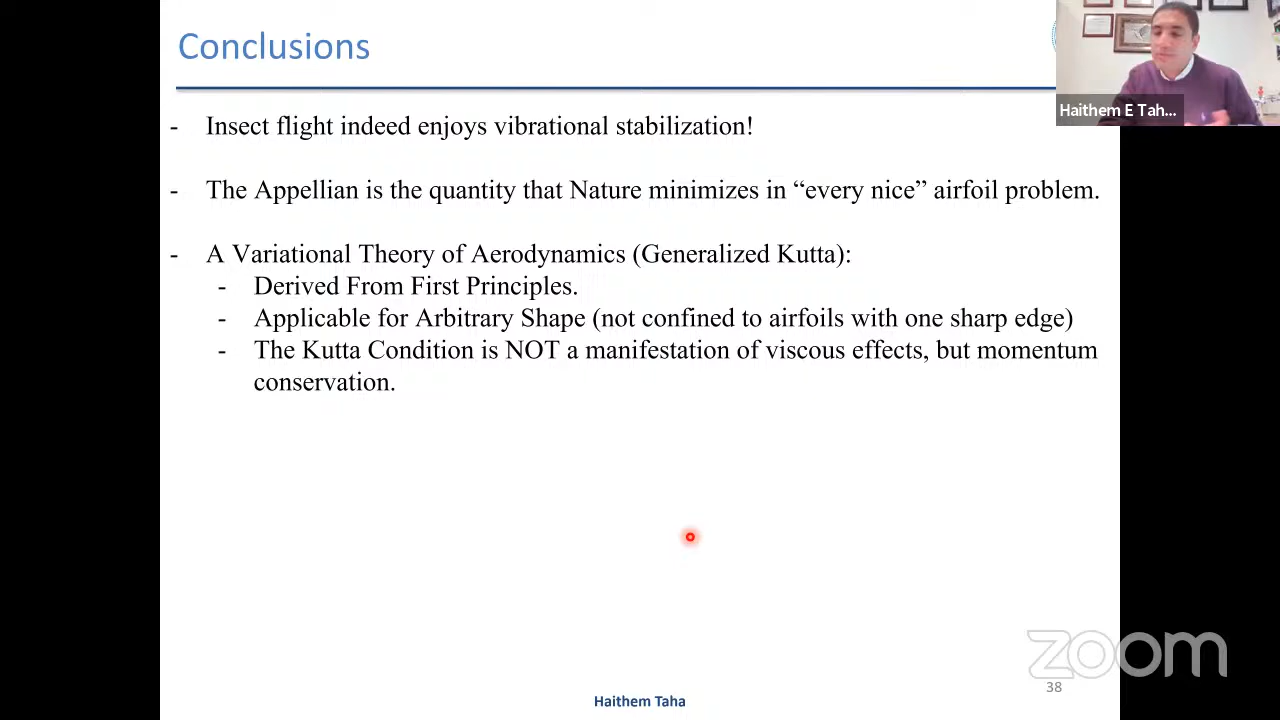 Conclusions
Haithem E Tah...
- Insect flight indeed enjoys vibrational stabilization!
- The Appellian is the quantity that Nature minimizes in “every nice” airfoil problem.
- A Variational Theory of Aerodynamics (Generalized Kutta):
- Derived From First Principles.
- Applicable for Arbitrary Shape (not confined to airfoils with one sharp edge)
- The Kutta Condition is NOT a manifestation of viscous effects, but momentum
conservation.
zoom
38
Haithem Taha